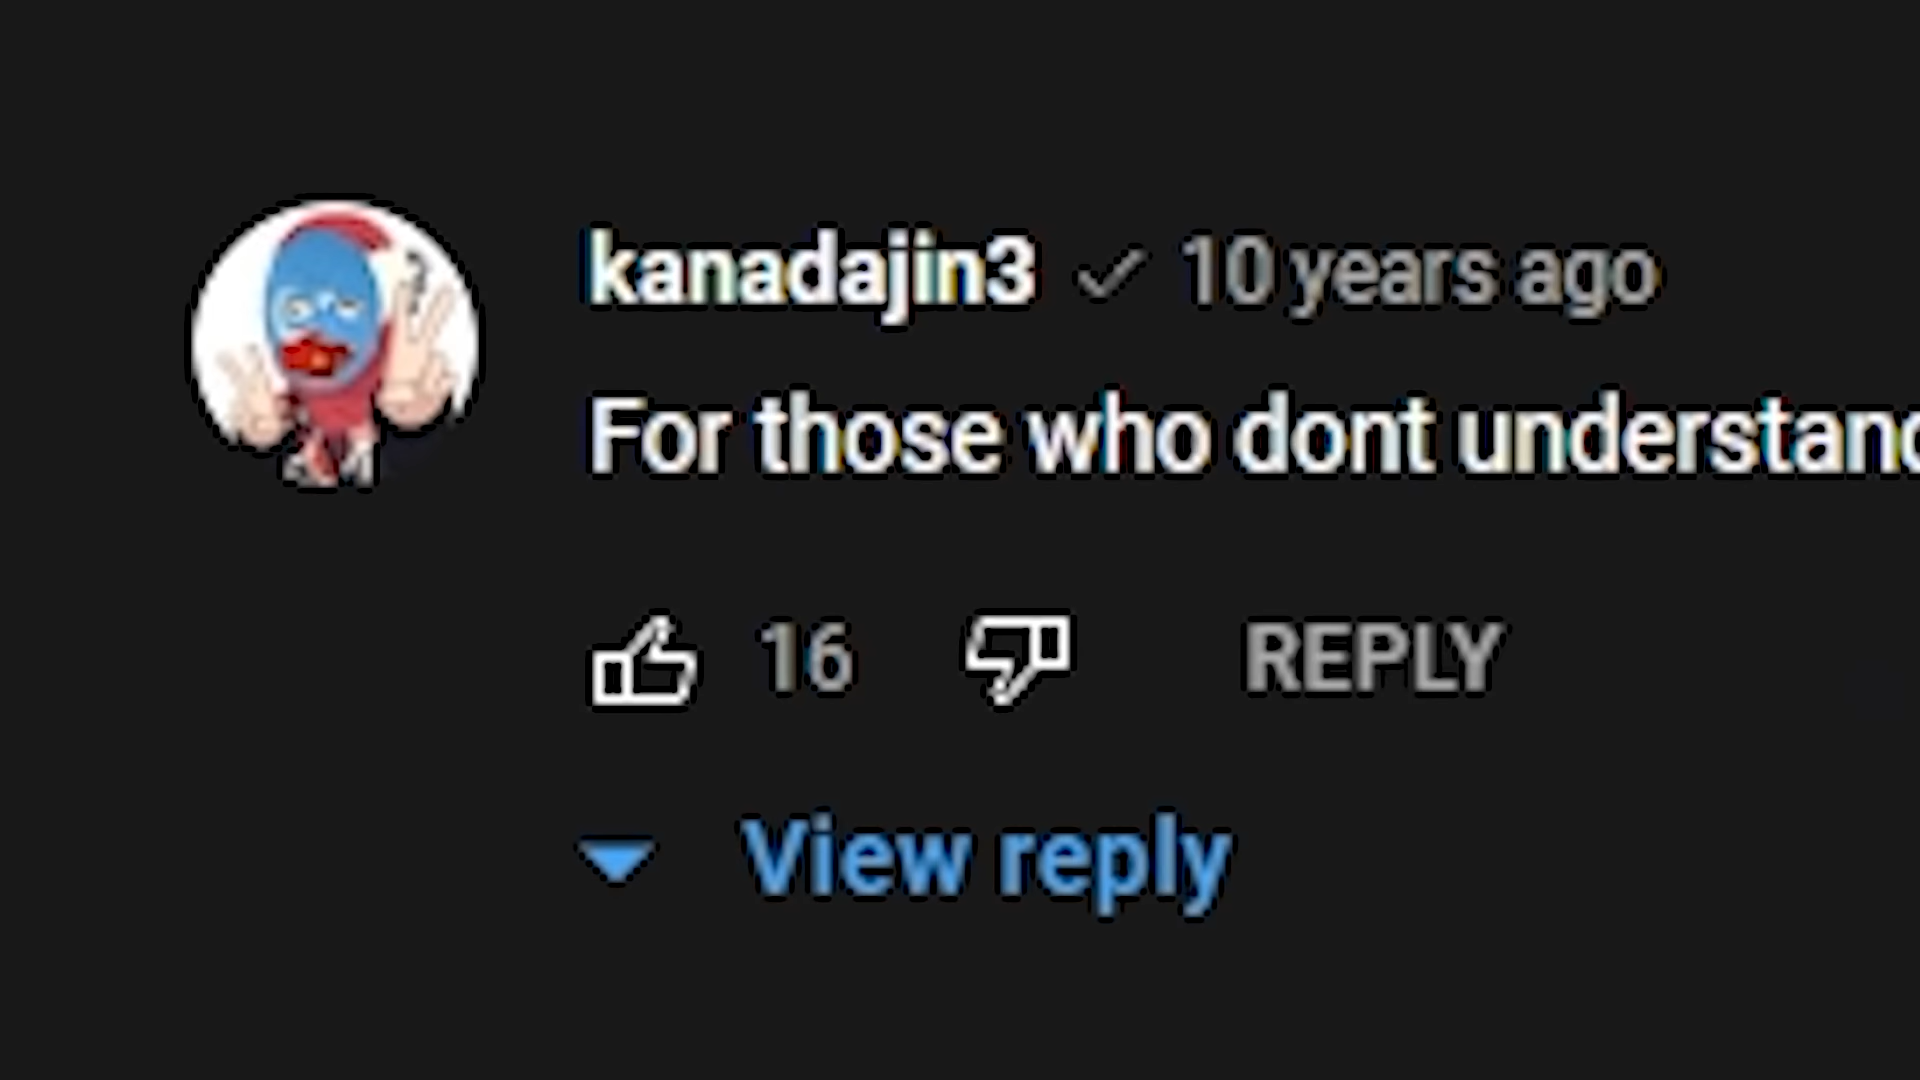 kanadajin3 10 years ago
For those who dont understand
16 REPLY
View reply